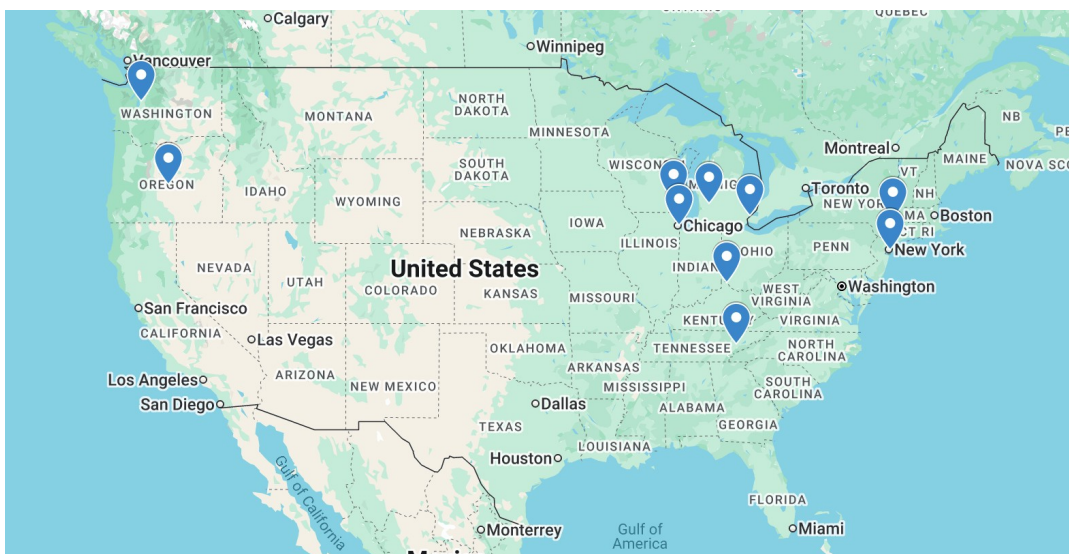 Calgary
QUEBEC
Winnipeg
Vancouver
WASHINGTON
MONTANA
NORTH
DAKOTA
MINNESOTA
NB
Montreal
MAINE
NOVA SCO
VT
NH
OREGON
IDAHO
SOUTH
DAKOTA
WISCONSIN
MICHIG
Toronto
NEW YORK
MA
Boston
CT RI
WYOMING
IOWA
Chicago
NEBRASKA
ILLINOIS
INDIAN
OHIO
PENN
New York
NEVADA
UTAH
United States
COLORADO
KANSAS
MISSOURI
WEST
VIRGINIA
Washington
San Francisco
CALIFORNIA
KENTU Y
VIRGINIA
Las Vegas
OKLAHOMA
TENNESSEE
NORTH
CAROLINA
Los Angeles
ARIZONA
NEW MEXICO
ARKANSAS
MISSISSIPPI
SOUTH
CAROLINA
San Diego
Dallas
ALABAMA
GEORGIA
TEXAS
LOUISIANA
Houston
Gulf of
California
FLORIDA
Monterrey
Gulf of
America
Miami